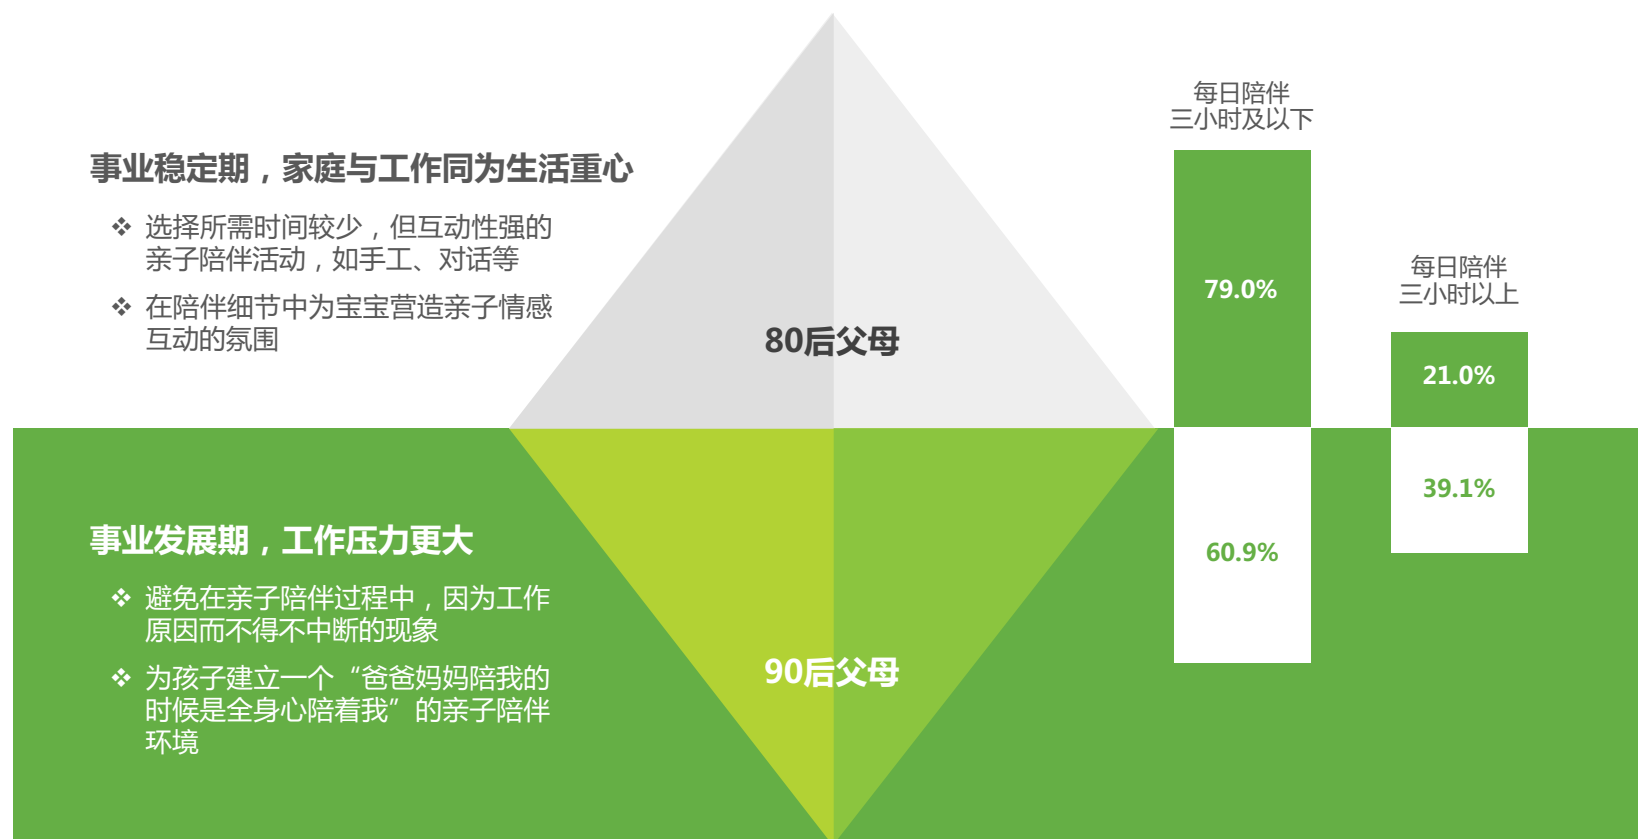 事业稳定期，家庭与工作同为生活重心
❖ 选择所需时间较少，但互动性强的
亲子陪伴活动，如手工、对话等
❖ 在陪伴细节中为宝宝营造亲子情感
互动的氛围
80后父母
每日陪伴
三小时及以下
79.0%
每日陪伴
三小时以上
21.0%
事业发展期，工作压力更大
❖ 避免在亲子陪伴过程中，因为工作
原因而不得不中断的现象
❖ 为孩子建立一个“爸爸妈妈陪我的
时候是全身心陪着我”的亲子陪伴
环境
90后父母
60.9%
39.1%